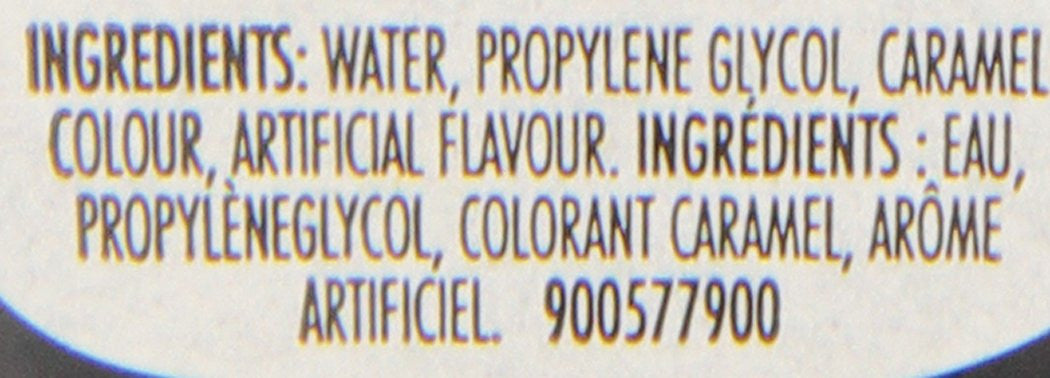 INGREDIENTS: WATER, PROPYLENE GLYCOL, CARAMEL
COLOUR, ARTIFICIAL FLAVOUR. INGRÉDIENTS : EAU,
PROPYLÈNEGLYCOL, COLORANT CARAMEL, ARÔME
ARTIFICIEL. 900577900